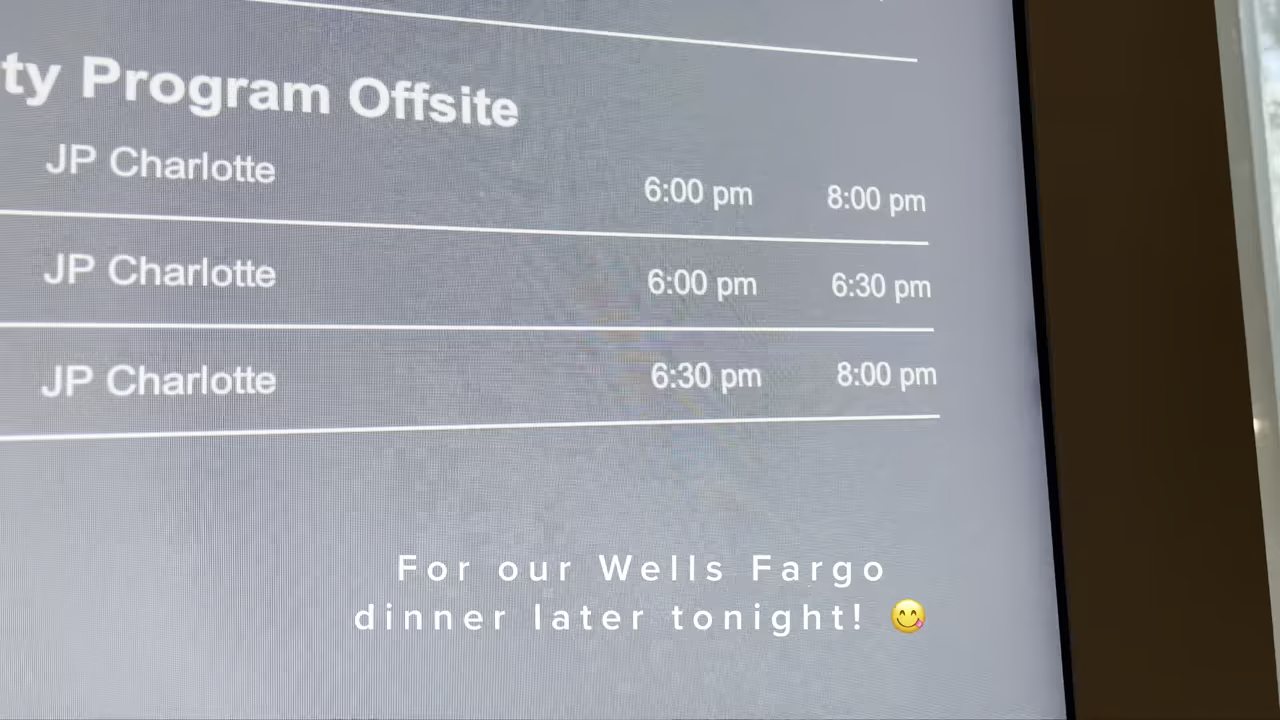 ty Program Offsite
JP Charlotte 6:00 pm 8:00 pm
JP Charlotte 6:00 pm 6:30 pm
JP Charlotte 6:30 pm 8:00 pm
For our Wells Fargo
dinner later tonight! 😋